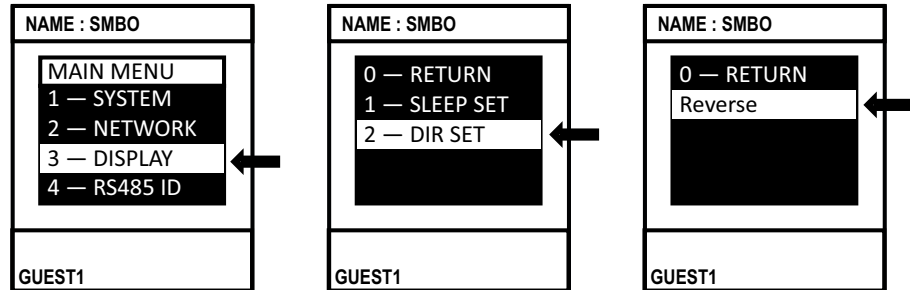 NAME : SMBO
MAIN MENU
1 — SYSTEM
2 — NETWORK
3 — DISPLAY
4 — RS485 ID
GUEST1
NAME : SMBO
0 — RETURN
1 — SLEEP SET
2 — DIR SET
GUEST1
NAME : SMBO
0 — RETURN
Reverse
GUEST1